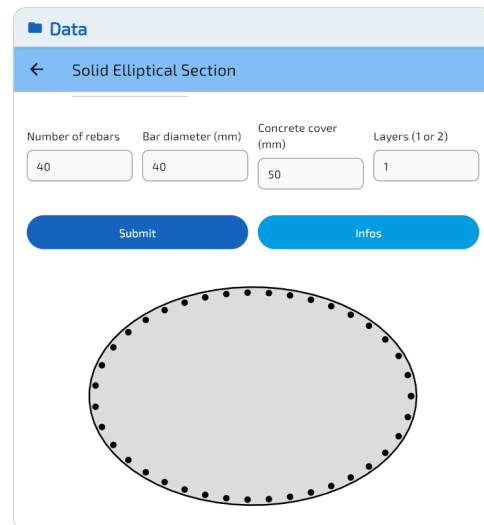 Data
Solid Elliptical Section
Number of rebars
Bar diameter (mm)
Concrete cover
(mm)
Layers (1 or 2)
40
40
50
1
Submit
Infos